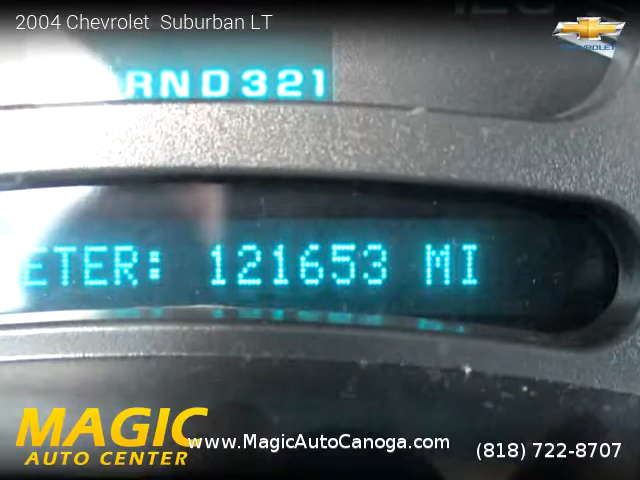 2004 Chevrolet Suburban LT
CHEVROLET
RND321
ETER: 121653 MI
MAGIC
AUTO CENTER
www.MagicAutoCanoga.com
(818) 722-8707